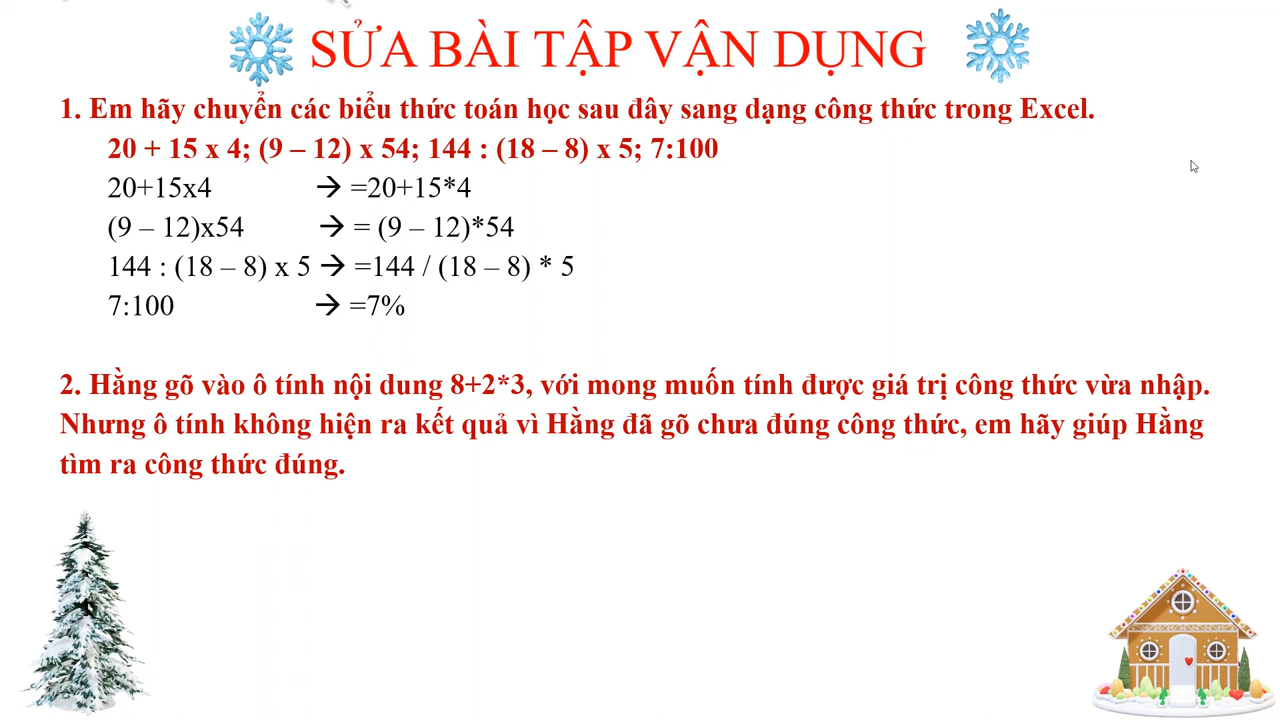 SỬA BÀI TẬP VẬN DỤNG
1. Em hãy chuyển các biểu thức toán học sau đây sang dạng công thức trong Excel.
20 + 15 x 4; (9 – 12) x 54; 144 : (18 – 8) x 5; 7:100
20+15x4 → =20+15*4
(9 – 12)x54 → = (9 – 12)*54
144 : (18 – 8) x 5 → =144 / (18 – 8) * 5
7:100 → =7%
2. Hằng gõ vào ô tính nội dung 8+2*3, với mong muốn tính được giá trị công thức vừa nhập.
Nhưng ô tính không hiện ra kết quả vì Hằng đã gõ chưa đúng công thức, em hãy giúp Hằng
tìm ra công thức đúng.